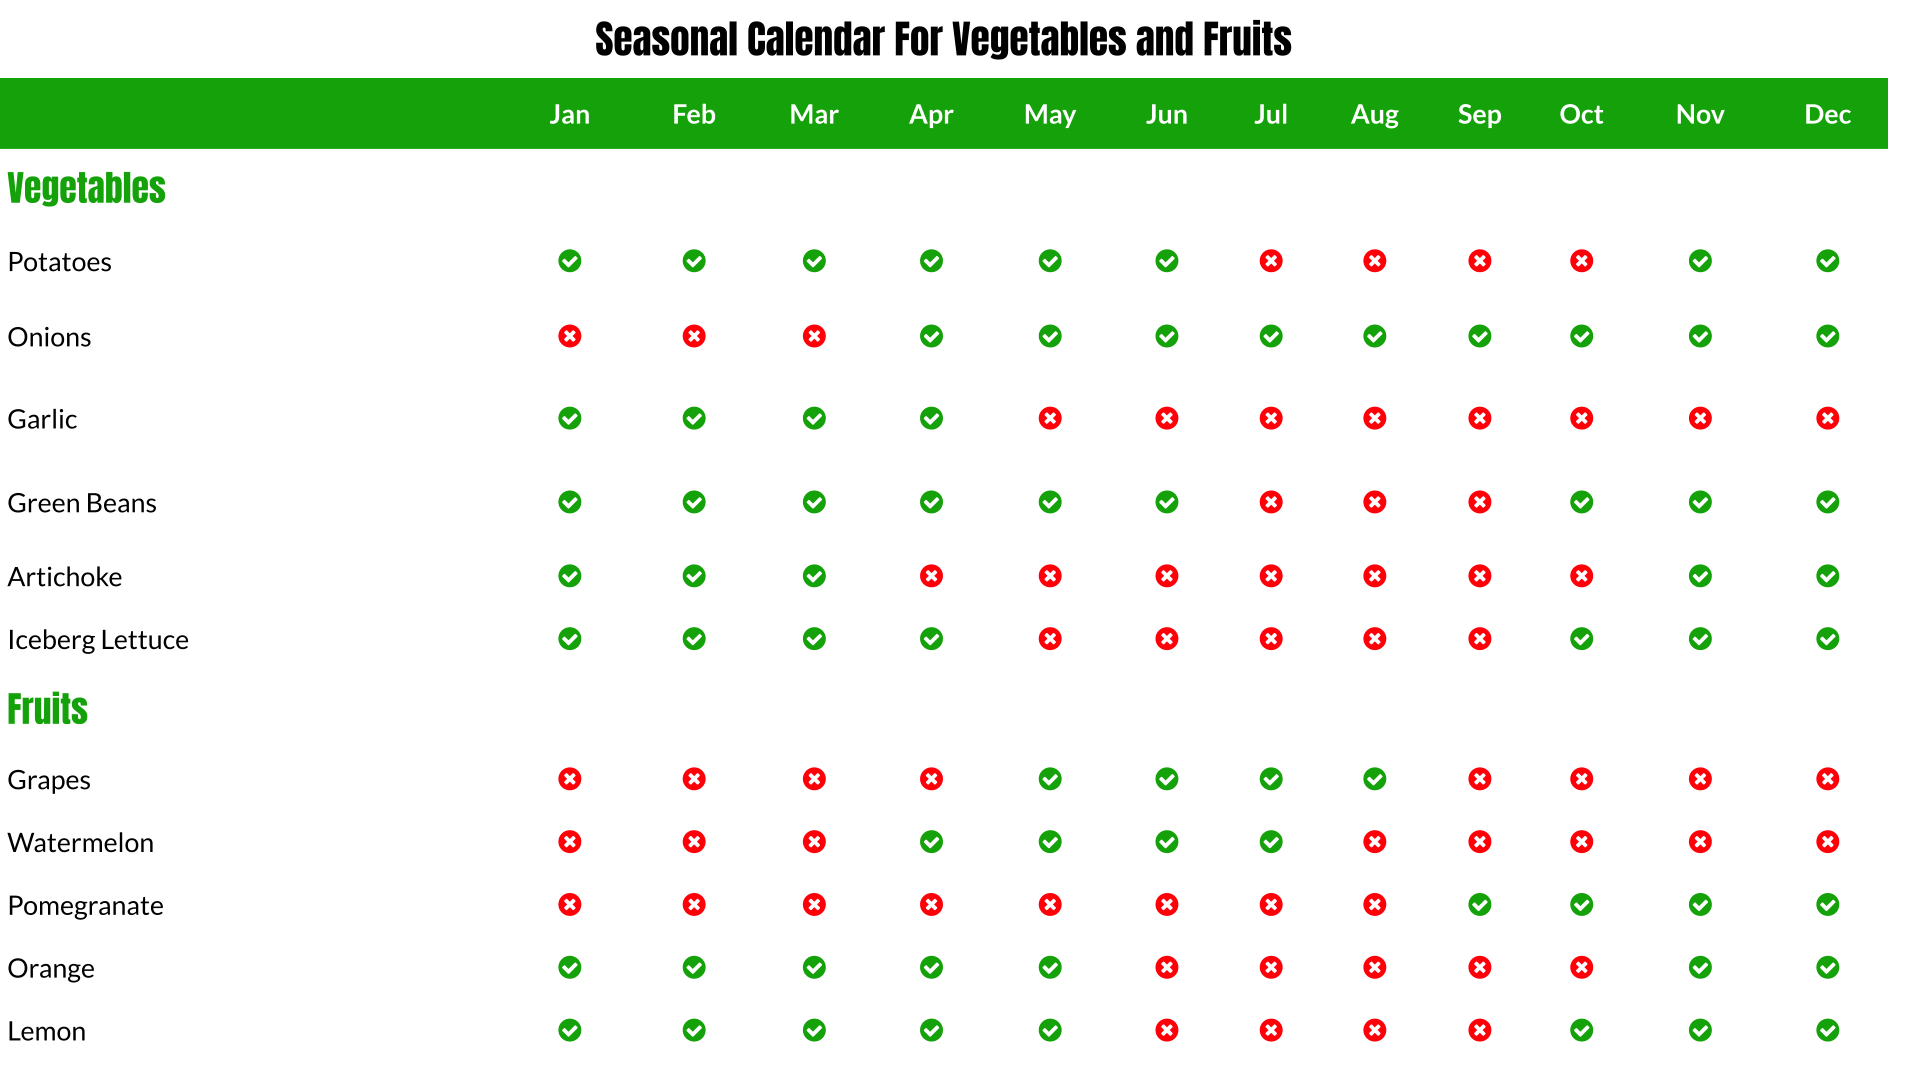 Seasonal Calendar For Vegetables and Fruits
Jan Feb Mar Apr May Jun Jul Aug Sep Oct Nov Dec
Vegetables
Potatoes
Onions
Garlic
Green Beans
Artichoke
Iceberg Lettuce
Fruits
Grapes
Watermelon
Pomegranate
Orange
Lemon